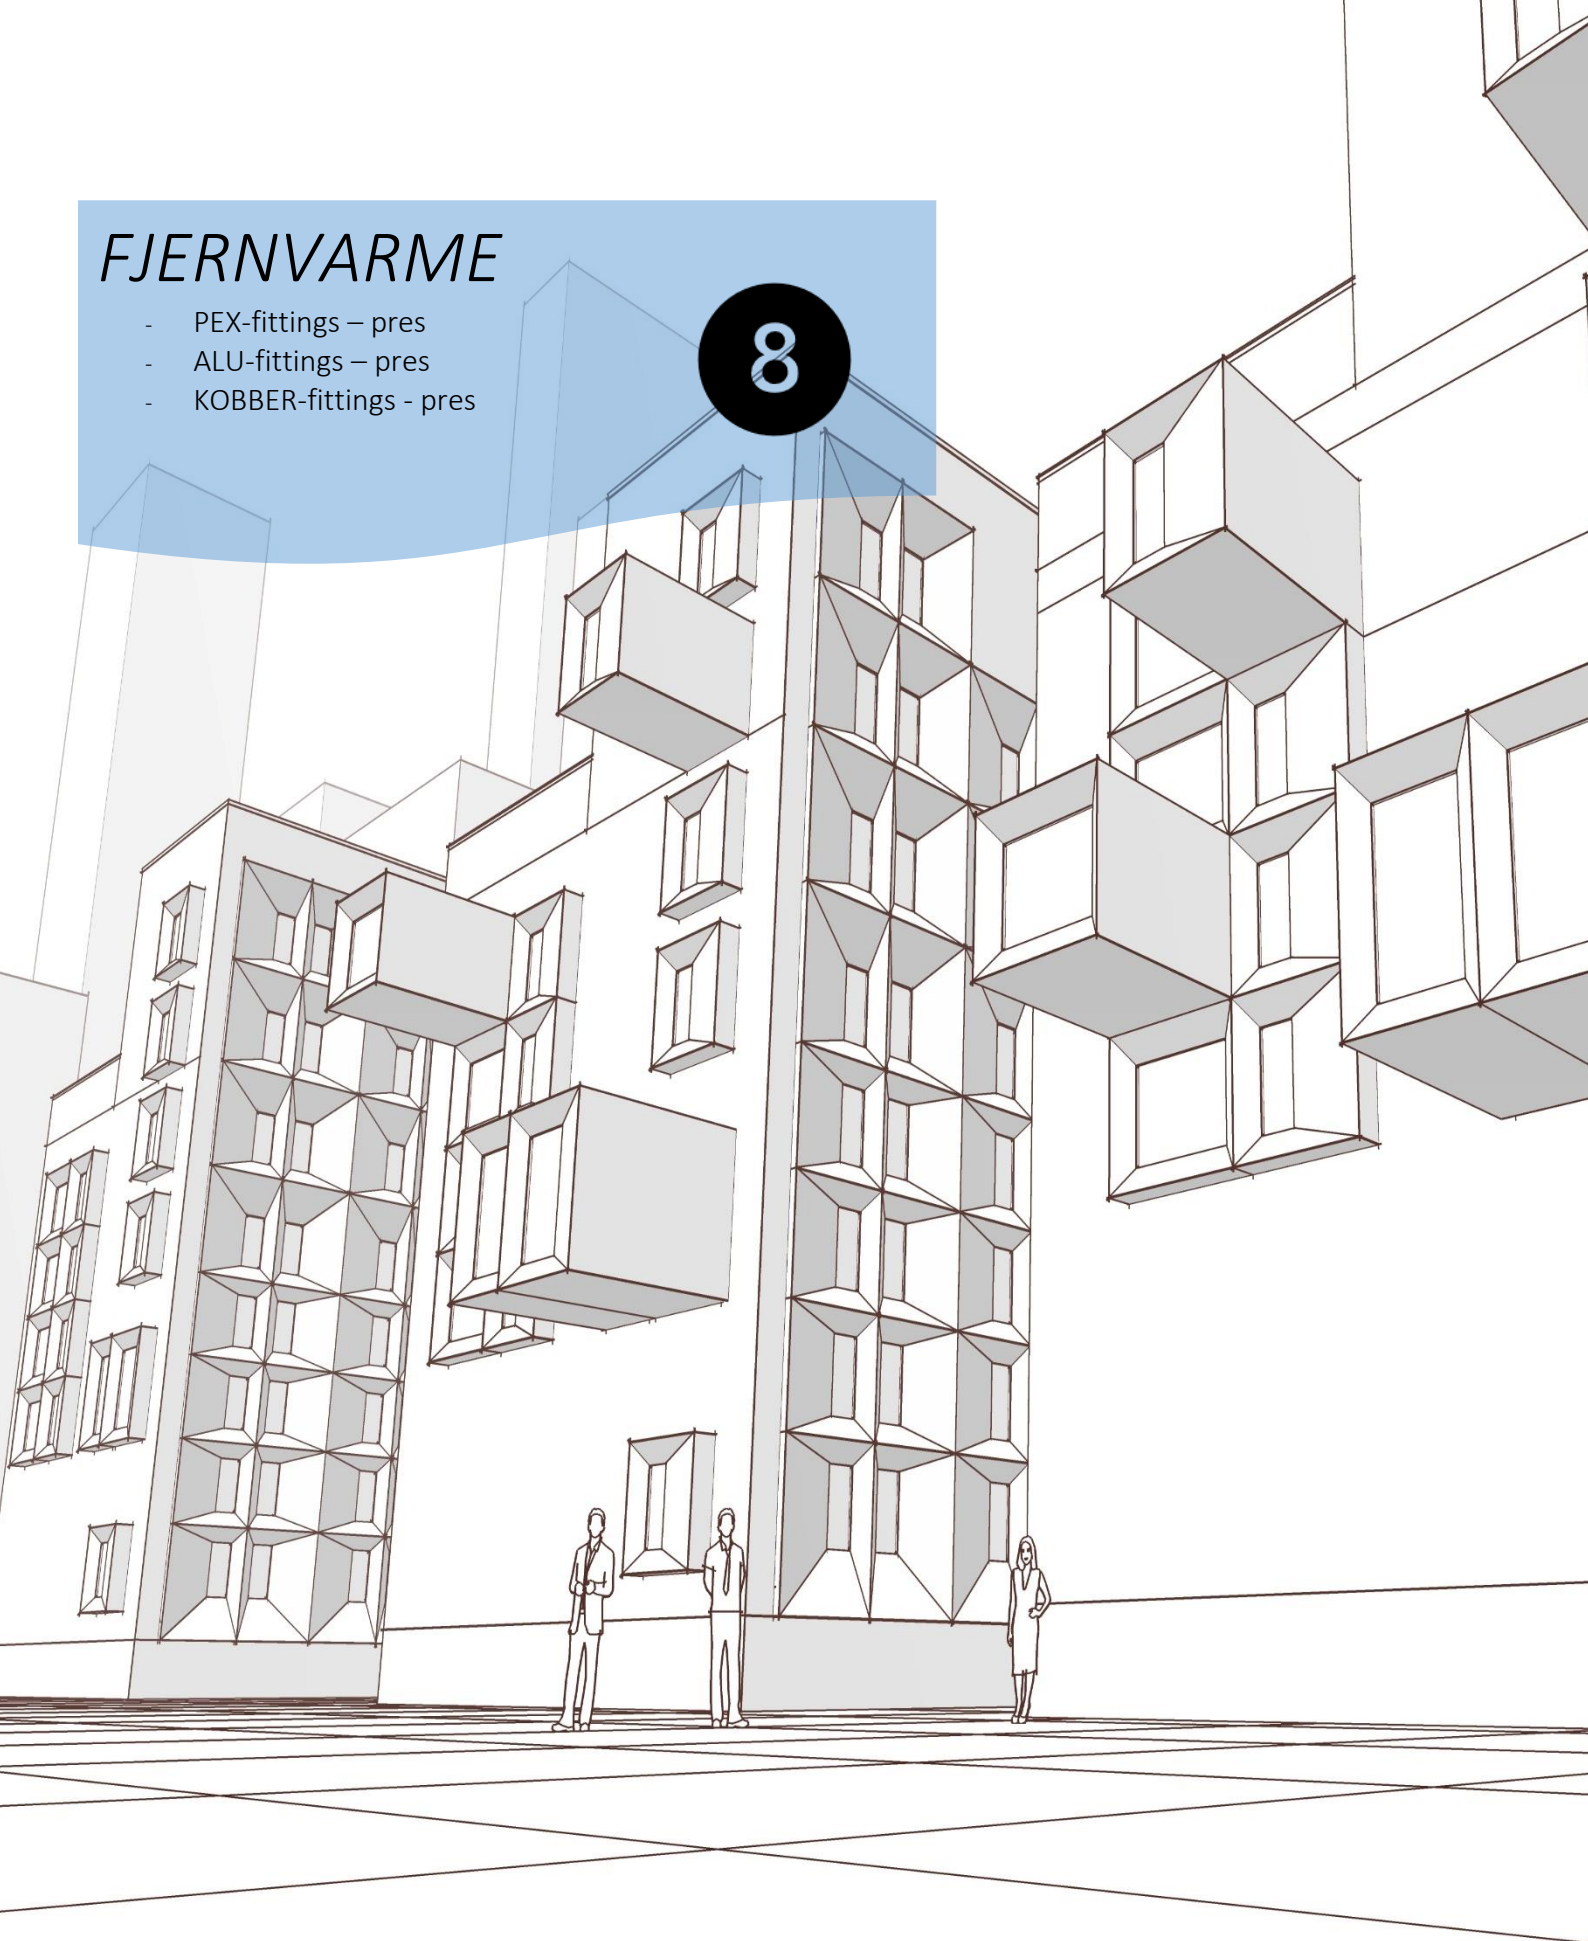 FJERNVARME
- PEX-fittings – pres
- ALU-fittings – pres
- KOBBER-fittings - pres
8